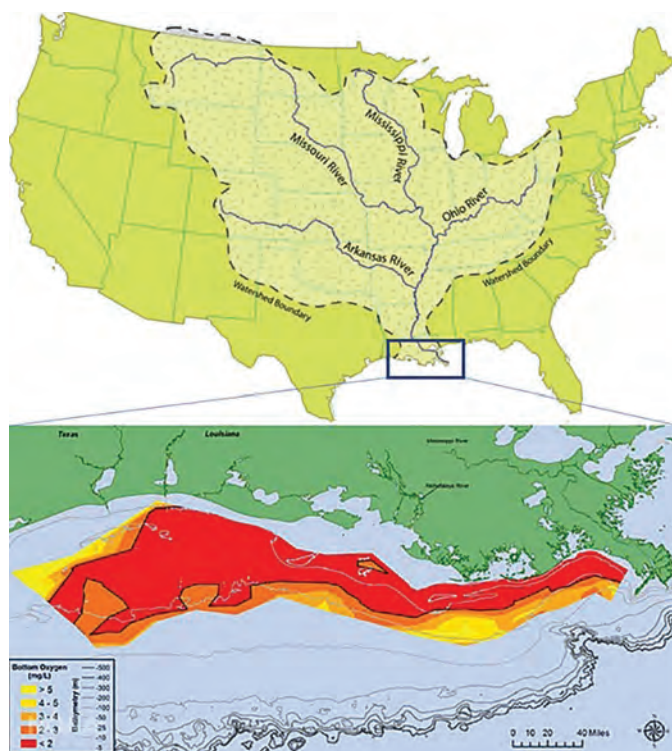 Mississippi River
Missouri River
Ohio River
Arkansas River
Watershed Boundary
Watershed Boundary
Texas
Louisiana
Mississippi River
Atchafalaya River
Bottom Oxygen
(mg/L)
> 5
4 - 5
3 - 4
2 - 3
< 2
Bathymetry (m)
-500
-400
-300
-200
-100
50
25
10
-5
0 10 20 40 Miles